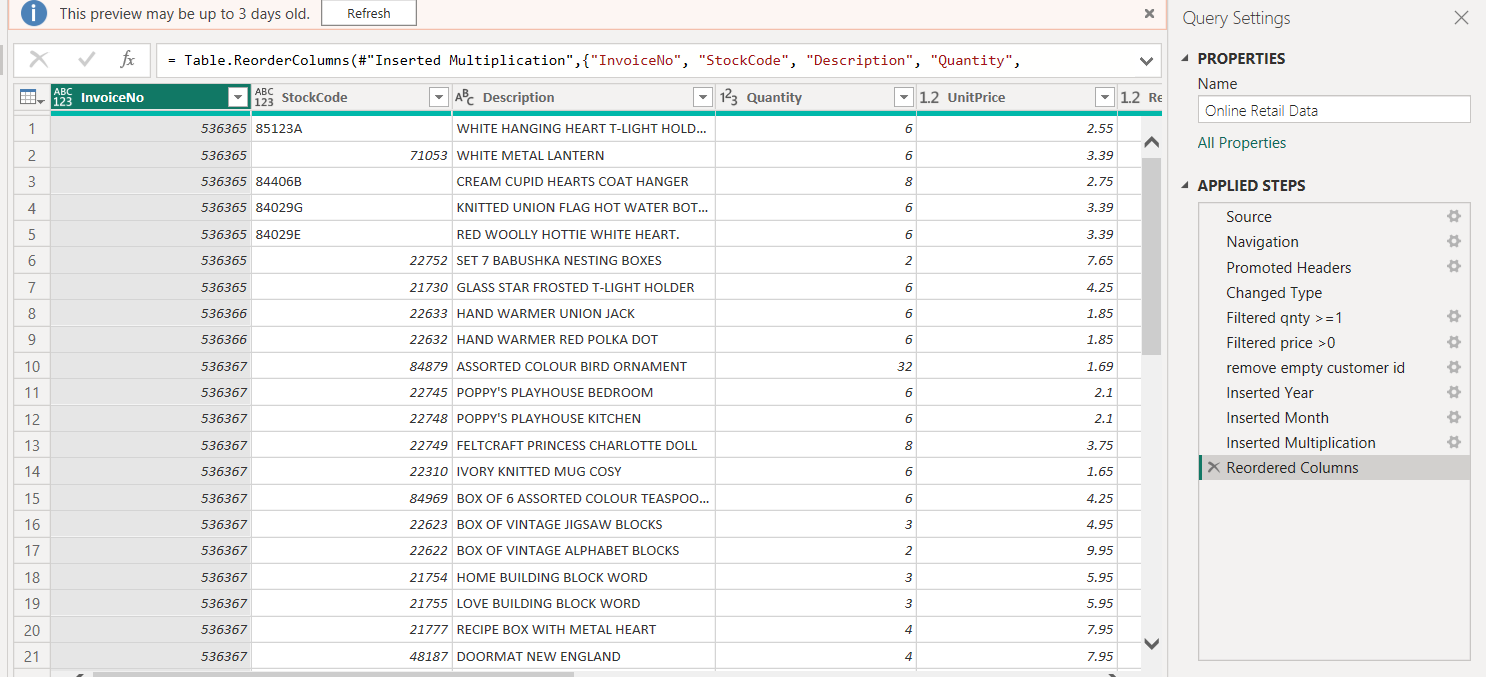 This preview may be up to 3 days old. Refresh
fx = Table.ReorderColumns(#"Inserted Multiplication",{"InvoiceNo", "StockCode", "Description", "Quantity",
ABC 123 InvoiceNo ABC 123 StockCode ABC Description 123 Quantity 1.2 UnitPrice 1.2 Re
1 536365 85123A WHITE HANGING HEART T-LIGHT HOLD... 6 2.55
2 536365 71053 WHITE METAL LANTERN 6 3.39
3 536365 84406B CREAM CUPID HEARTS COAT HANGER 8 2.75
4 536365 84029G KNITTED UNION FLAG HOT WATER BOT... 6 3.39
5 536365 84029E RED WOOLLY HOTTIE WHITE HEART. 6 3.39
6 536365 22752 SET 7 BABUSHKA NESTING BOXES 2 7.65
7 536365 21730 GLASS STAR FROSTED T-LIGHT HOLDER 6 4.25
8 536366 22633 HAND WARMER UNION JACK 6 1.85
9 536366 22632 HAND WARMER RED POLKA DOT 6 1.85
10 536367 84879 ASSORTED COLOUR BIRD ORNAMENT 32 1.69
11 536367 22745 POPPY'S PLAYHOUSE BEDROOM 6 2.1
12 536367 22748 POPPY'S PLAYHOUSE KITCHEN 6 2.1
13 536367 22749 FELTCRAFT PRINCESS CHARLOTTE DOLL 8 3.75
14 536367 22310 IVORY KNITTED MUG COSY 6 1.65
15 536367 84969 BOX OF 6 ASSORTED COLOUR TEASPOO... 6 4.25
16 536367 22623 BOX OF VINTAGE JIGSAW BLOCKS 3 4.95
17 536367 22622 BOX OF VINTAGE ALPHABET BLOCKS 2 9.95
18 536367 21754 HOME BUILDING BLOCK WORD 3 5.95
19 536367 21755 LOVE BUILDING BLOCK WORD 3 5.95
20 536367 21777 RECIPE BOX WITH METAL HEART 4 7.95
21 536367 48187 DOORMAT NEW ENGLAND 4 7.95
Query Settings
PROPERTIES
Name
Online Retail Data
All Properties
APPLIED STEPS
Source
Navigation
Promoted Headers
Changed Type
Filtered qnty >=1
Filtered price >0
remove empty customer id
Inserted Year
Inserted Month
Inserted Multiplication
Reordered Columns